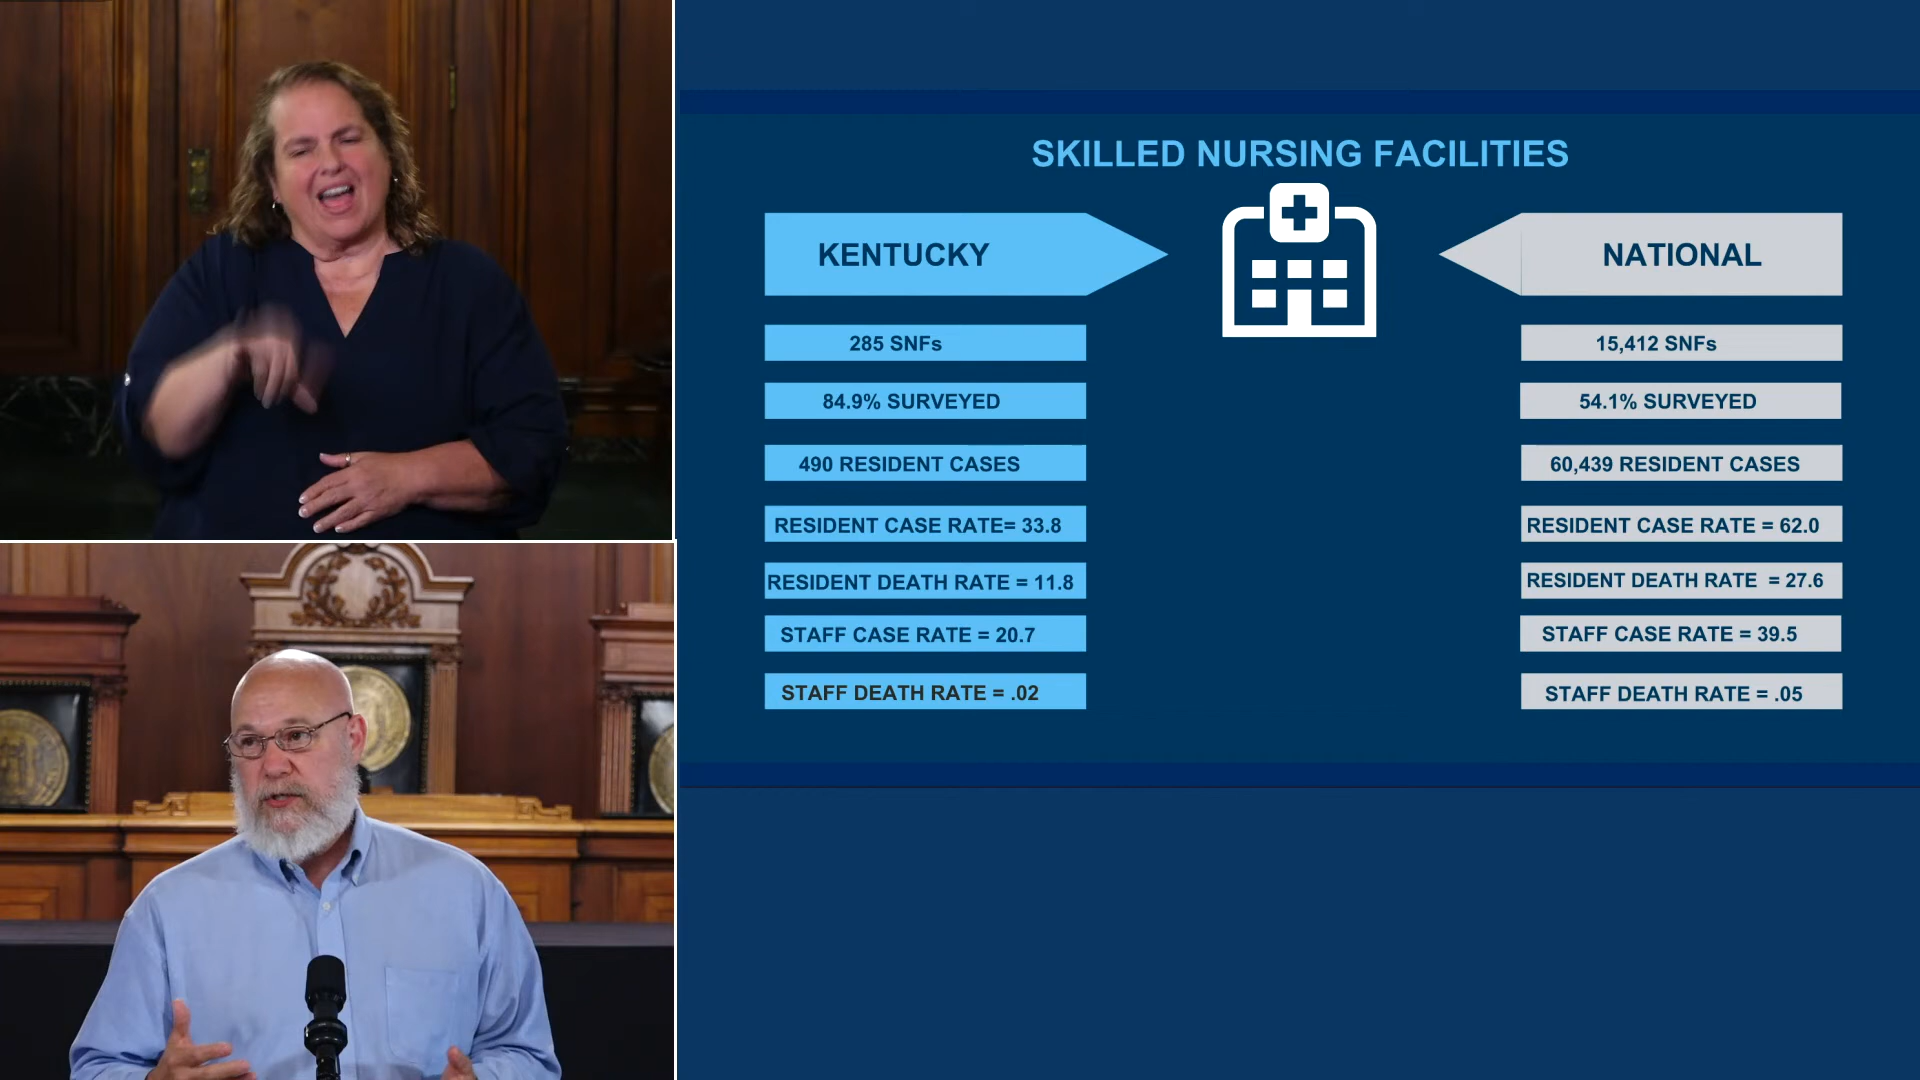 SKILLED NURSING FACILITIES
KENTUCKY
285 SNFs
84.9% SURVEYED
490 RESIDENT CASES
RESIDENT CASE RATE= 33.8
RESIDENT DEATH RATE = 11.8
STAFF CASE RATE = 20.7
STAFF DEATH RATE = .02
NATIONAL
15,412 SNFs
54.1% SURVEYED
60,439 RESIDENT CASES
RESIDENT CASE RATE = 62.0
RESIDENT DEATH RATE = 27.6
STAFF CASE RATE = 39.5
STAFF DEATH RATE = .05